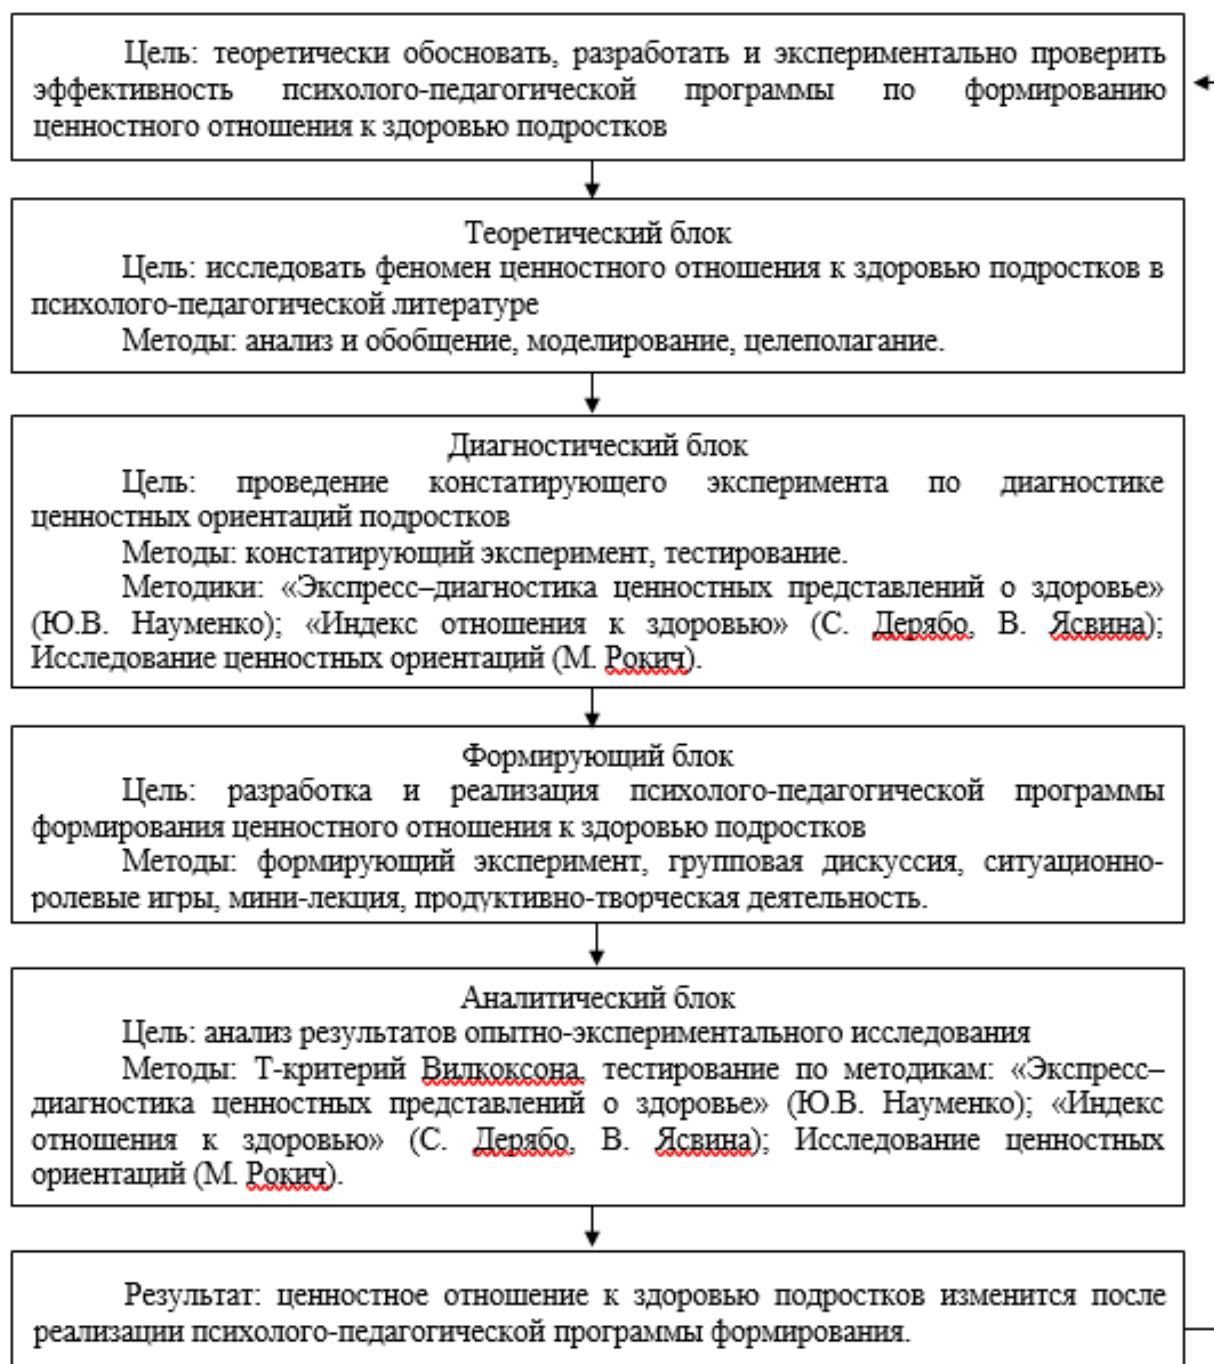 Цель: теоретически обосновать, разработать и экспериментально проверить
эффективность психолого-педагогической программы по формированию
ценностного отношения к здоровью подростков
Теоретический блок
Цель: исследовать феномен ценностного отношения к здоровью подростков в
психолого-педагогической литературе
Методы: анализ и обобщение, моделирование, целеполагание.
Диагностический блок
Цель: проведение констатирующего эксперимента по диагностике
ценностных ориентаций подростков
Методы: констатирующий эксперимент, тестирование.
Методики: «Экспресс–диагностика ценностных представлений о здоровье»
(Ю.В. Науменко); «Индекс отношения к здоровью» (С. Дерябо, В. Ясвина);
Исследование ценностных ориентаций (М. Рокич).
Формирующий блок
Цель: разработка и реализация психолого-педагогической программы
формирования ценностного отношения к здоровью подростков
Методы: формирующий эксперимент, групповая дискуссия, ситуационно-
ролевые игры, мини-лекция, продуктивно-творческая деятельность.
Аналитический блок
Цель: анализ результатов опытно-экспериментального исследования
Методы: Т-критерий Вилкоксона, тестирование по методикам: «Экспресс–
диагностика ценностных представлений о здоровье» (Ю.В. Науменко); «Индекс
отношения к здоровью» (С. Дерябо, В. Ясвина); Исследование ценностных
ориентаций (М. Рокич).
Результат: ценностное отношение к здоровью подростков изменится после
реализации психолого-педагогической программы формирования.